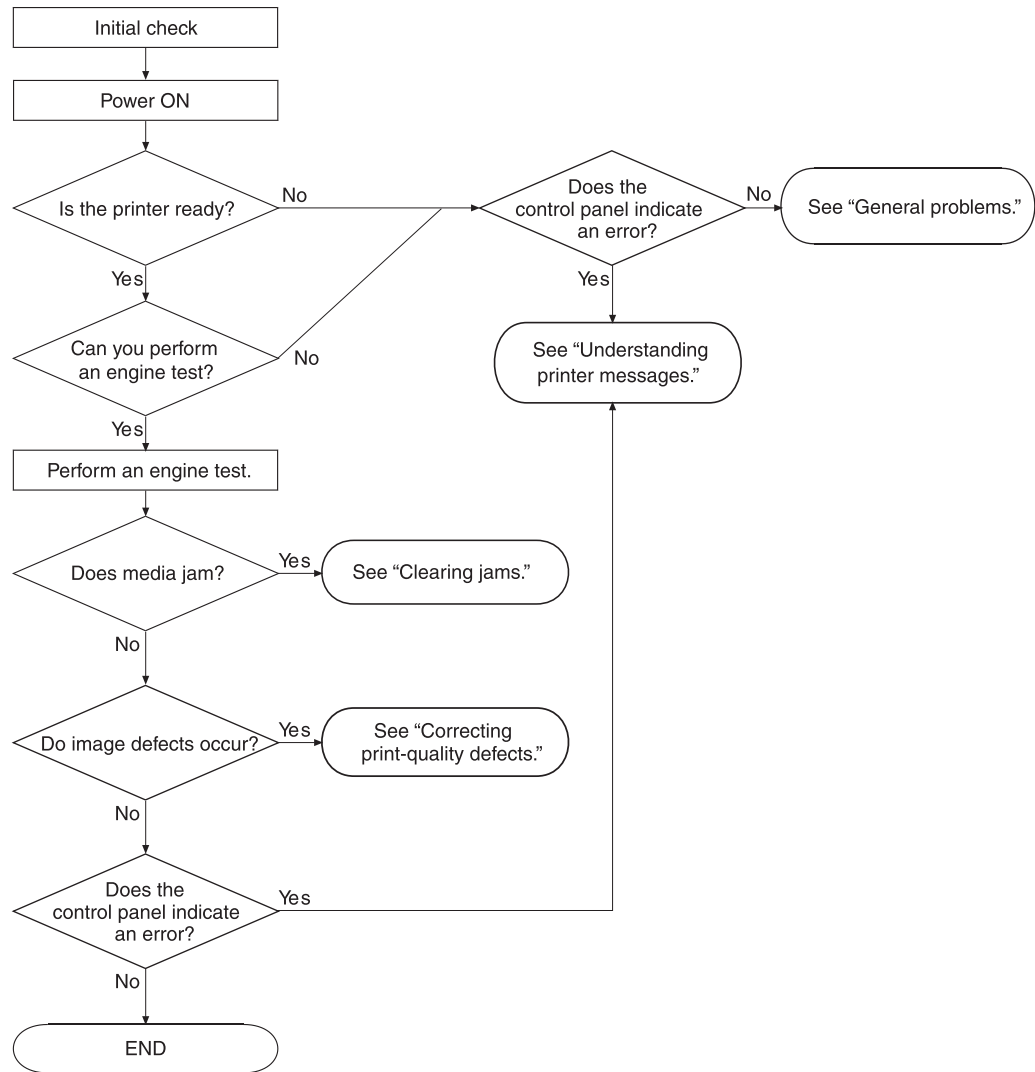 Initial check
Power ON
Is the printer ready?
No
Does the
control panel indicate
an error?
No
See “General problems.”
Yes
Yes
Can you perform
an engine test?
No
See “Understanding
printer messages.”
Yes
Perform an engine test.
Does media jam?
Yes
See “Clearing jams.”
No
Do image defects occur?
Yes
See “Correcting
print-quality defects.”
No
Does the
control panel indicate
an error?
Yes
No
END